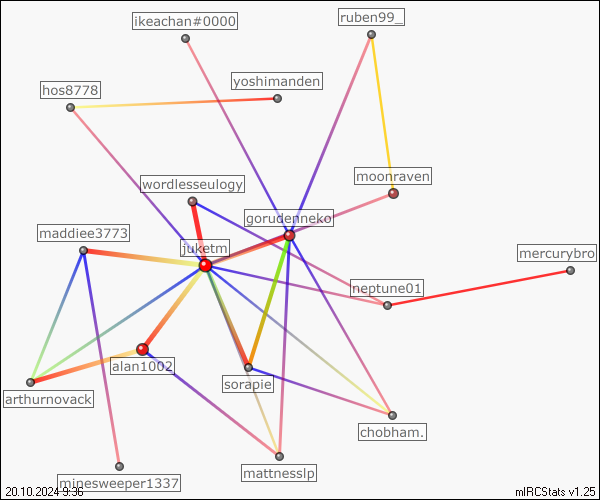 ikeachan#0000
ruben99_
yoshimanden
hos8778
moonraven
wordlesseulogy
gorudenneko
maddiee3773
juketm
mercurybro
neptune01
alan1002
sorapie
arthurnovack
chobham.
mattnesslp
minesweeper1337
20.10.2024 9:36
mIRCStats v1.25